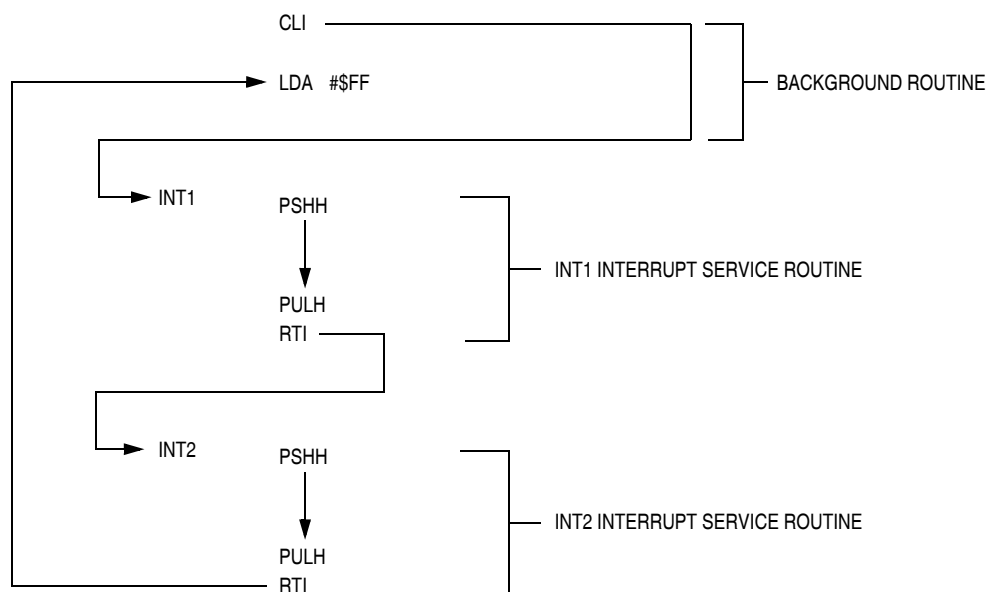 CLI
LDA #$FF
BACKGROUND ROUTINE
INT1
PSHH
INT1 INTERRUPT SERVICE ROUTINE
PULH
RTI
INT2
PSHH
INT2 INTERRUPT SERVICE ROUTINE
PULH
RTI